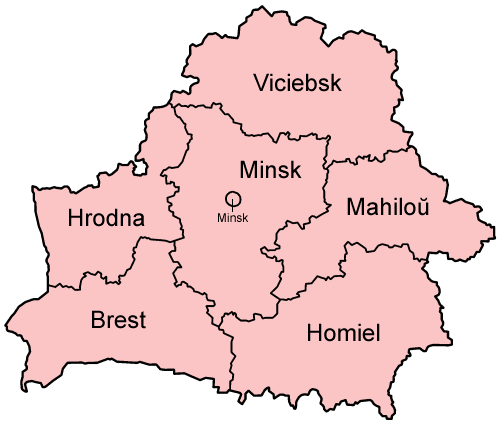 Viciebsk
Minsk
Minsk
Hrodna
Mahiloŭ
Brest
Homiel